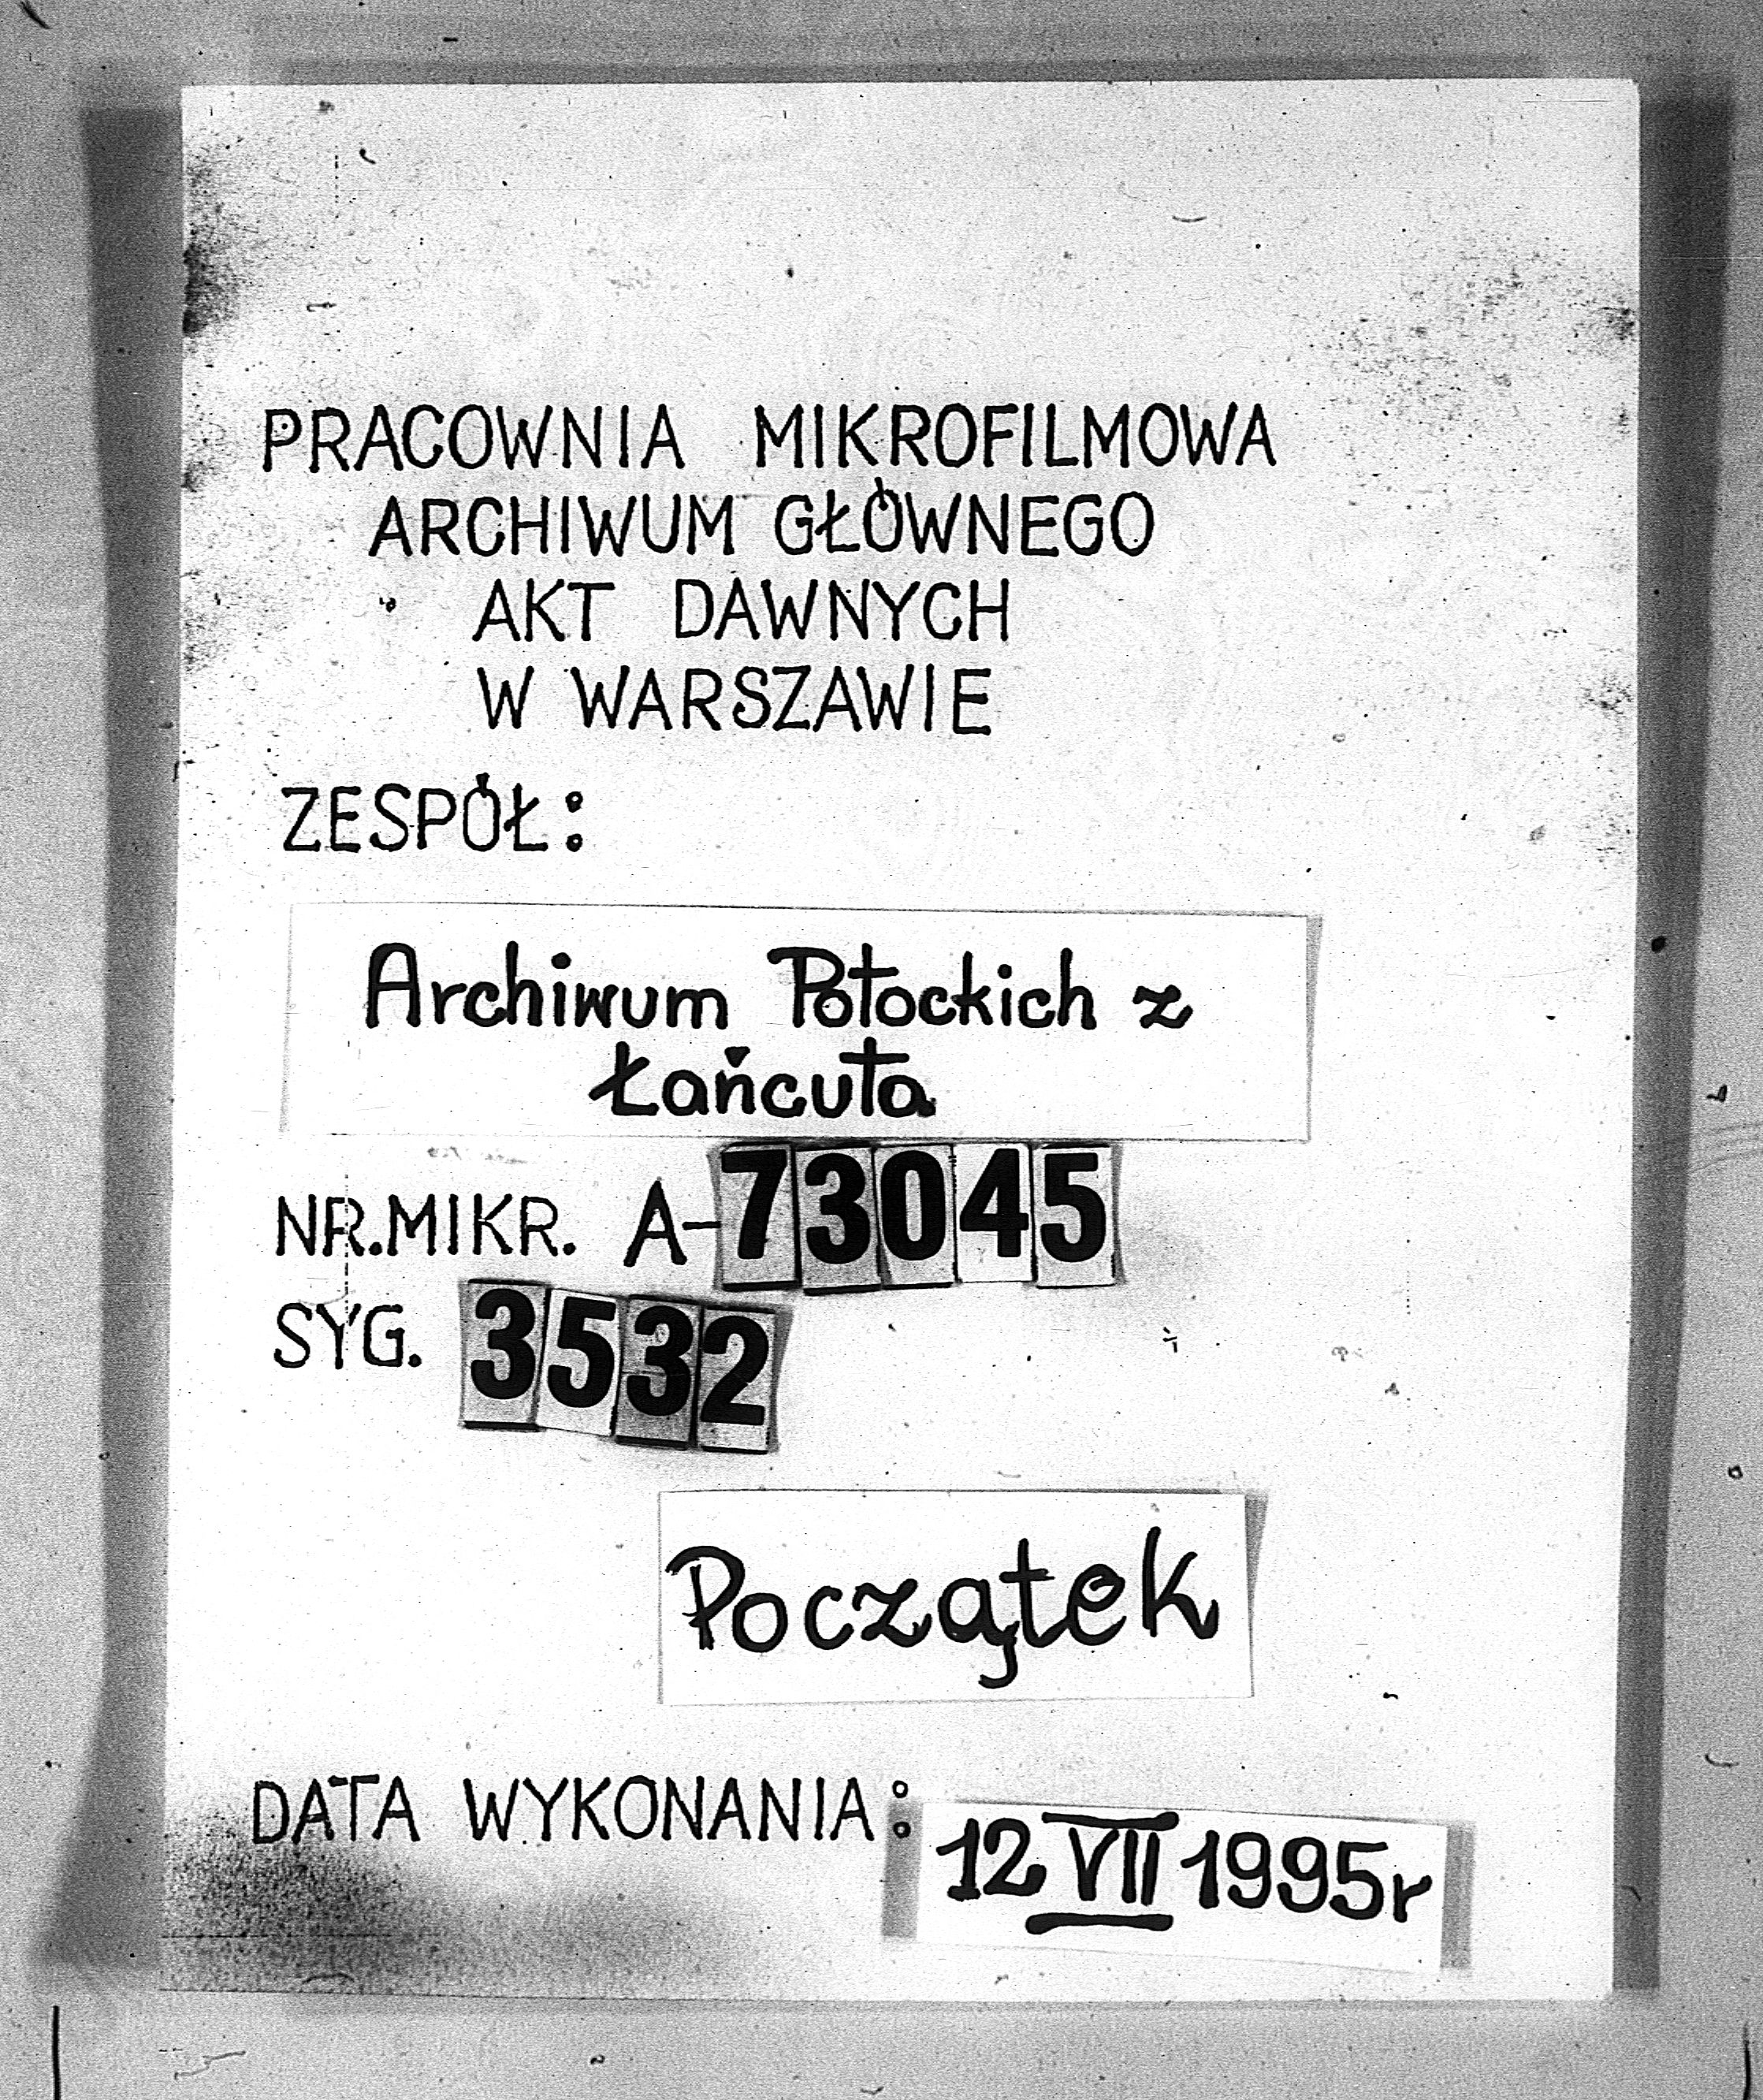 PRACOWNIA MIKROFILMOWA
ARCHIWUM GŁÓWNEGO
AKT DAWNYCH
W WARSZAWIE
ZESPÓŁ:
Archiwum Potockich z
Łańcuta
NR.MIKR. A-73045
SYG. 3532
Początek
DATA WYKONANIA: 12 VII 1995r